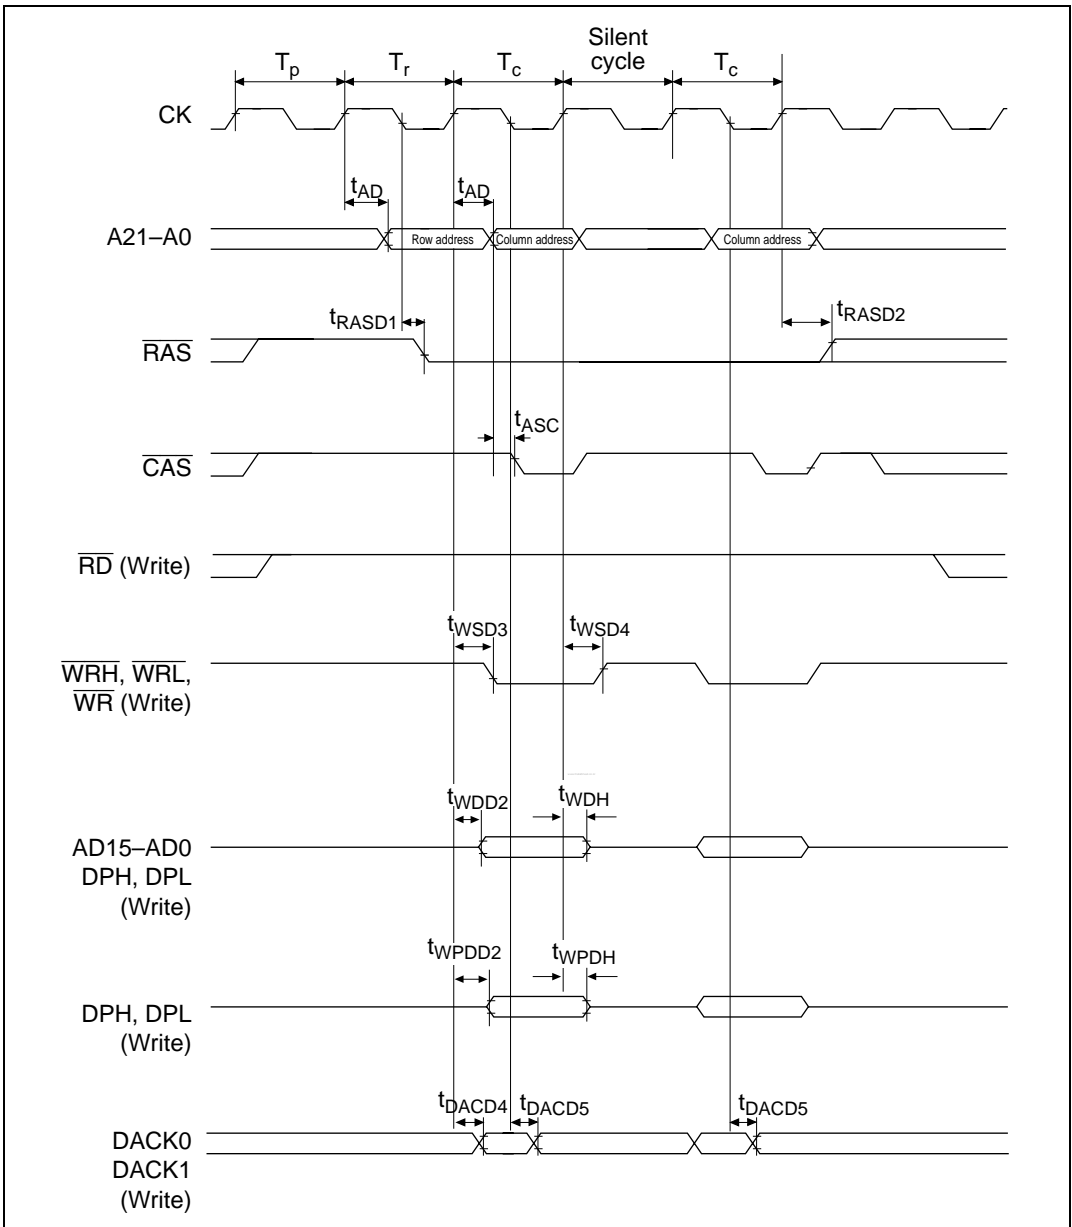 Silent
cycle
Tp Tr Tc Tc
CK
tAD tAD
A21–A0 Row address Column address Column address
tRASD1 tRASD2
RAS
tASC
CAS
RD (Write)
tWSD3 tWSD4
WRH, WRL,
WR (Write)
tWDD2 tWDH
AD15–AD0
DPH, DPL
(Write)
tWPDD2 tWPDH
DPH, DPL
(Write)
tDACD4 tDACD5 tDACD5
DACK0
DACK1
(Write)